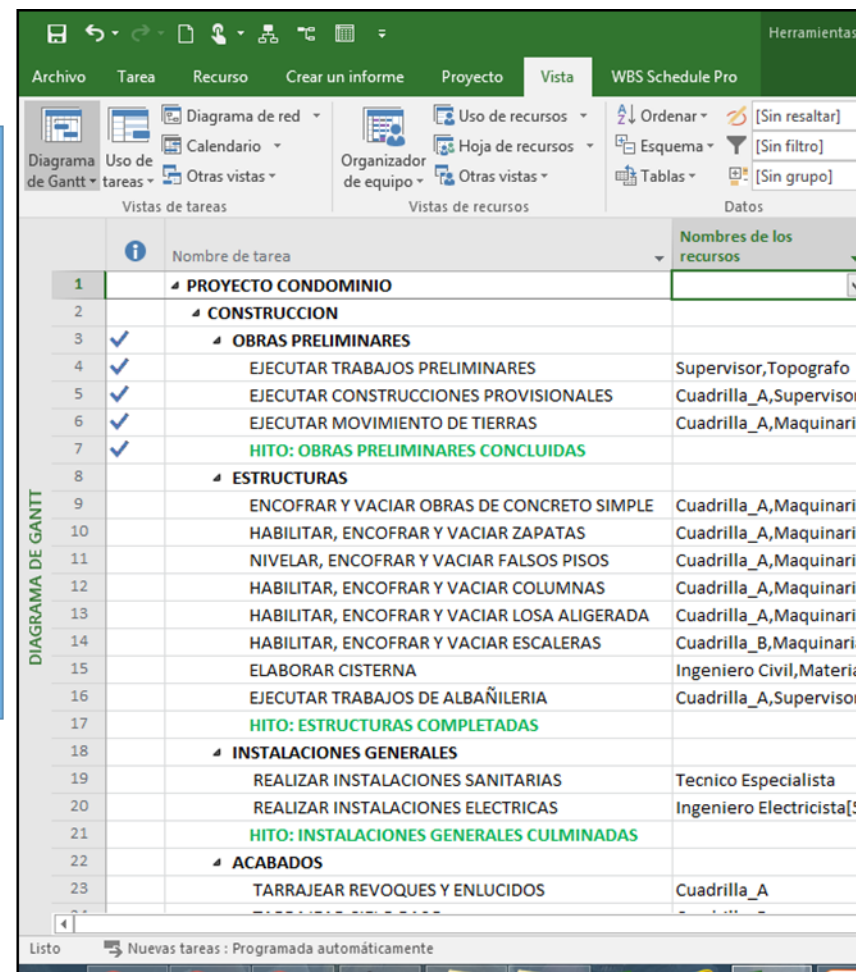 Herramientas
Archivo Tarea Recurso Crear un informe Proyecto Vista WBS Schedule Pro
Diagrama de red Uso de recursos Ordenar [Sin resaltar]
Calendario Hoja de recursos Esquema [Sin filtro]
Diagrama de Gantt Uso de tareas Otras vistas Organizador de equipo Otras vistas Tablas [Sin grupo]
Vistas de tareas Vistas de recursos Datos
Nombre de tarea Nombres de los recursos
1 PROYECTO CONDOMINIO
2 CONSTRUCCION
3 OBRAS PRELIMINARES
4 EJECUTAR TRABAJOS PRELIMINARES Supervisor,Topografo
5 EJECUTAR CONSTRUCCIONES PROVISIONALES Cuadrilla_A,Supervisor
6 EJECUTAR MOVIMIENTO DE TIERRAS Cuadrilla_A,Maquinari
7 HITO: OBRAS PRELIMINARES CONCLUIDAS
8 ESTRUCTURAS
9 ENCOFRAR Y VACIAR OBRAS DE CONCRETO SIMPLE Cuadrilla_A,Maquinari
10 HABILITAR, ENCOFRAR Y VACIAR ZAPATAS Cuadrilla_A,Maquinari
11 NIVELAR, ENCOFRAR Y VACIAR FALSOS PISOS Cuadrilla_A,Maquinari
12 HABILITAR, ENCOFRAR Y VACIAR COLUMNAS Cuadrilla_A,Maquinari
13 HABILITAR, ENCOFRAR Y VACIAR LOSA ALIGERADA Cuadrilla_A,Maquinari
14 HABILITAR, ENCOFRAR Y VACIAR ESCALERAS Cuadrilla_B,Maquinaria
15 ELABORAR CISTERNA Ingeniero Civil,Materia
16 EJECUTAR TRABAJOS DE ALBAÑILERIA Cuadrilla_A,Supervisor
17 HITO: ESTRUCTURAS COMPLETADAS
18 INSTALACIONES GENERALES
19 REALIZAR INSTALACIONES SANITARIAS Tecnico Especialista
20 REALIZAR INSTALACIONES ELECTRICAS Ingeniero Electricista[5
21 HITO: INSTALACIONES GENERALES CULMINADAS
22 ACABADOS
23 TARRAJEAR REVOQUES Y ENLUCIDOS Cuadrilla_A
DIAGRAMA DE GANTT
Listo Nuevas tareas : Programada automáticamente